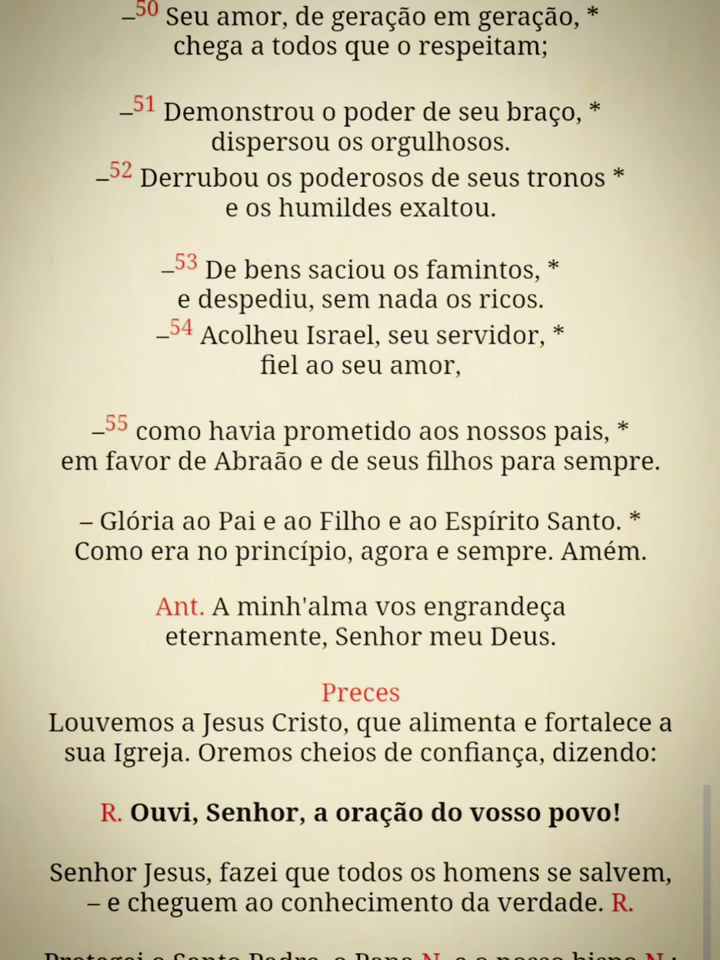 –50 Seu amor, de geração em geração, *
chega a todos que o respeitam;
–51 Demonstrou o poder de seu braço, *
dispersou os orgulhosos.
–52 Derrubou os poderosos de seus tronos *
e os humildes exaltou.
–53 De bens saciou os famintos, *
e despediu, sem nada os ricos.
–54 Acolheu Israel, seu servidor, *
fiel ao seu amor,
–55 como havia prometido aos nossos pais, *
em favor de Abraão e de seus filhos para sempre.
– Glória ao Pai e ao Filho e ao Espírito Santo. *
Como era no princípio, agora e sempre. Amém.
Ant. A minh'alma vos engrandeça
eternamente, Senhor meu Deus.
Preces
Louvemos a Jesus Cristo, que alimenta e fortalece a
sua Igreja. Oremos cheios de confiança, dizendo:
R. Ouvi, Senhor, a oração do vosso povo!
Senhor Jesus, fazei que todos os homens se salvem,
– e cheguem ao conhecimento da verdade. R.
Protegei o Santo Padre, o Papa N. e o nosso bispo N.;